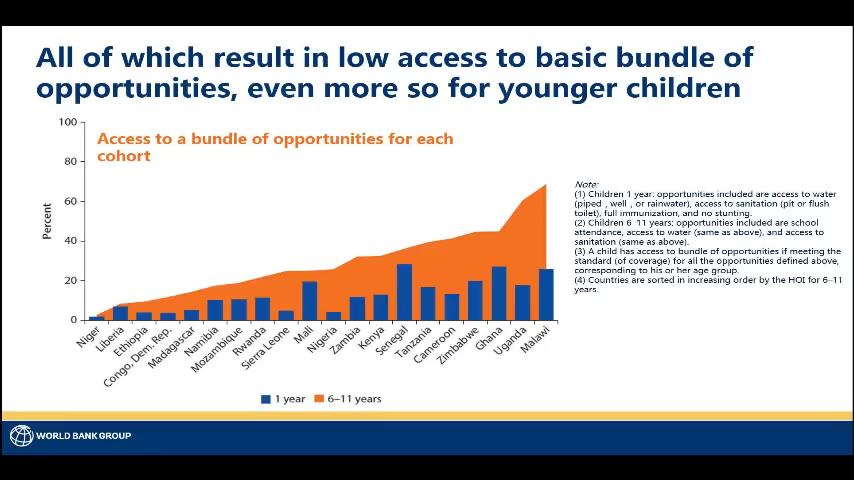 All of which result in low access to basic bundle of
opportunities, even more so for younger children
Access to a bundle of opportunities for each
cohort
Percent
100
80
60
40
20
0
Niger
Liberia
Ethiopia
Congo, Dem. Rep.
Madagascar
Namibia
Mozambique
Rwanda
Sierra Leone
Mali
Nigeria
Zambia
Kenya
Senegal
Tanzania
Cameroon
Zimbabwe
Ghana
Uganda
Malawi
1 year
6–11 years
Note:
(1) Children 1 year: opportunities included are access to water
(piped , well , or rainwater), access to sanitation (pit or flush
toilet), full immunization, and no stunting.
(2) Children 6–11 years: opportunities included are school
attendance, access to water (same as above), and access to
sanitation (same as above).
(3) A child has access to bundle of opportunities if meeting the
standard (of coverage) for all the opportunities defined above,
corresponding to his or her age group.
(4) Countries are sorted in increasing order by the HOI for 6–11
years.
WORLD BANK GROUP